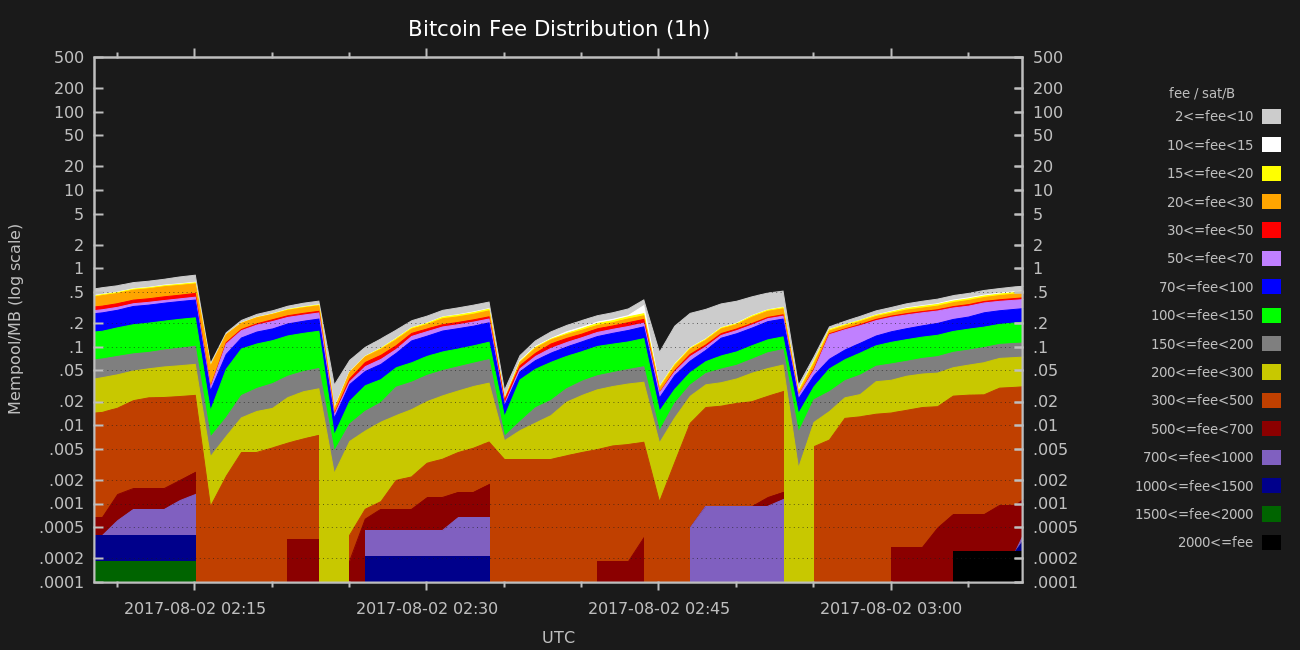 Bitcoin Fee Distribution (1h)
Mempool/MB (log scale)
500
200
100
50
20
10
5
2
1
.5
.2
.1
.05
.02
.01
.005
.002
.001
.0005
.0002
.0001
500
200
100
50
20
10
5
2
1
.5
.2
.1
.05
.02
.01
.005
.002
.001
.0005
.0002
.0001
fee / sat/B
2<=fee<10
10<=fee<15
15<=fee<20
20<=fee<30
30<=fee<50
50<=fee<70
70<=fee<100
100<=fee<150
150<=fee<200
200<=fee<300
300<=fee<500
500<=fee<700
700<=fee<1000
1000<=fee<1500
1500<=fee<2000
2000<=fee
2017-08-02 02:15
2017-08-02 02:30
2017-08-02 02:45
2017-08-02 03:00
UTC